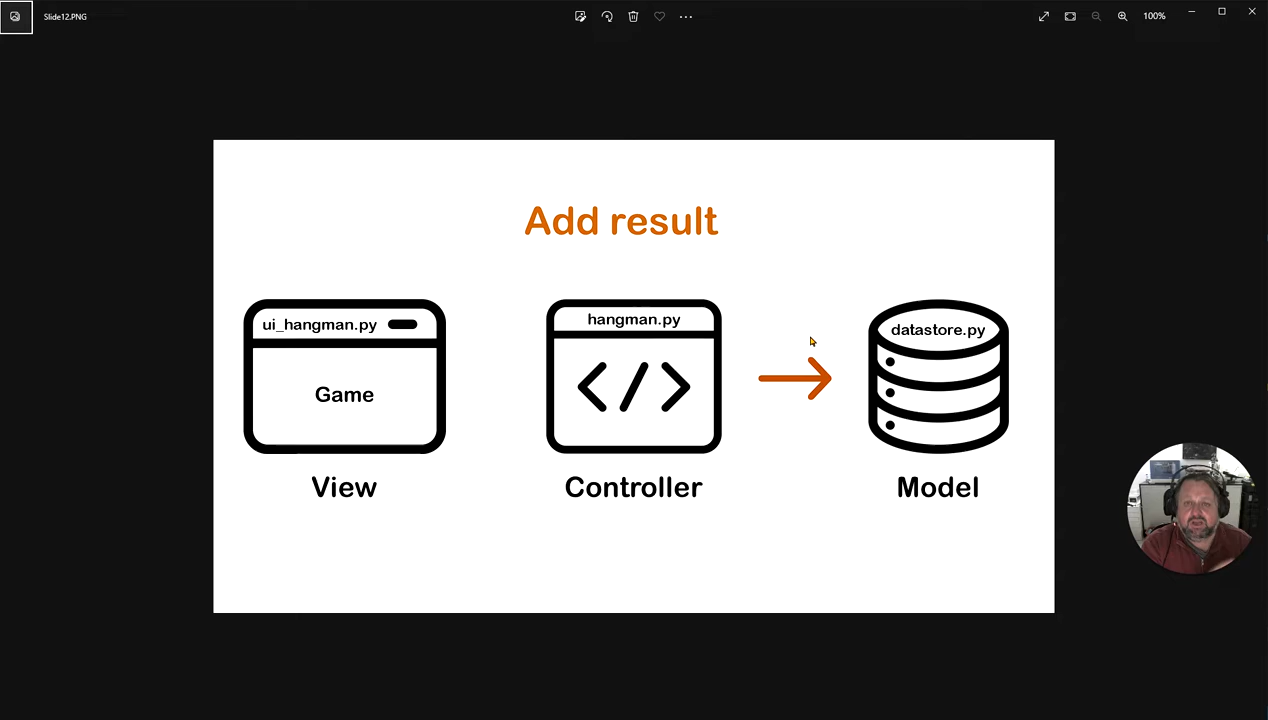 Slide12.PNG
100%
Add result
ui_hangman.py
hangman.py
datastore.py
Game
View
Controller
Model